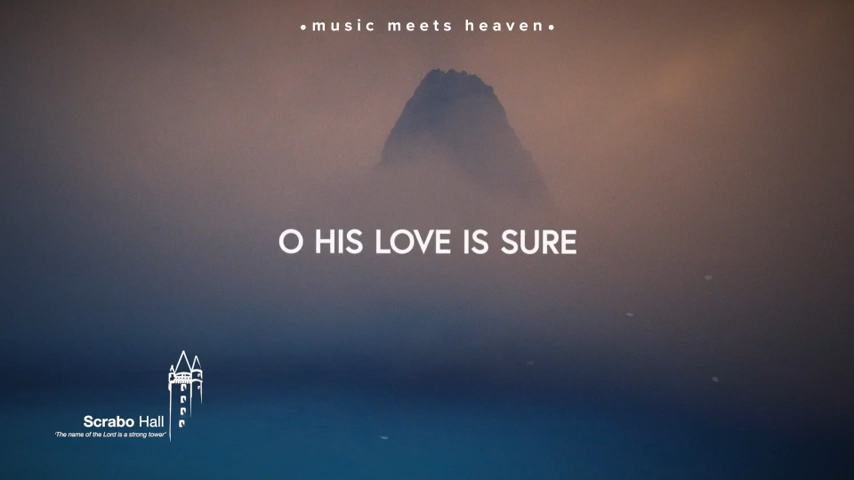 •music meets heaven•
O HIS LOVE IS SURE
Scrabo Hall
'The name of the Lord is a strong tower'